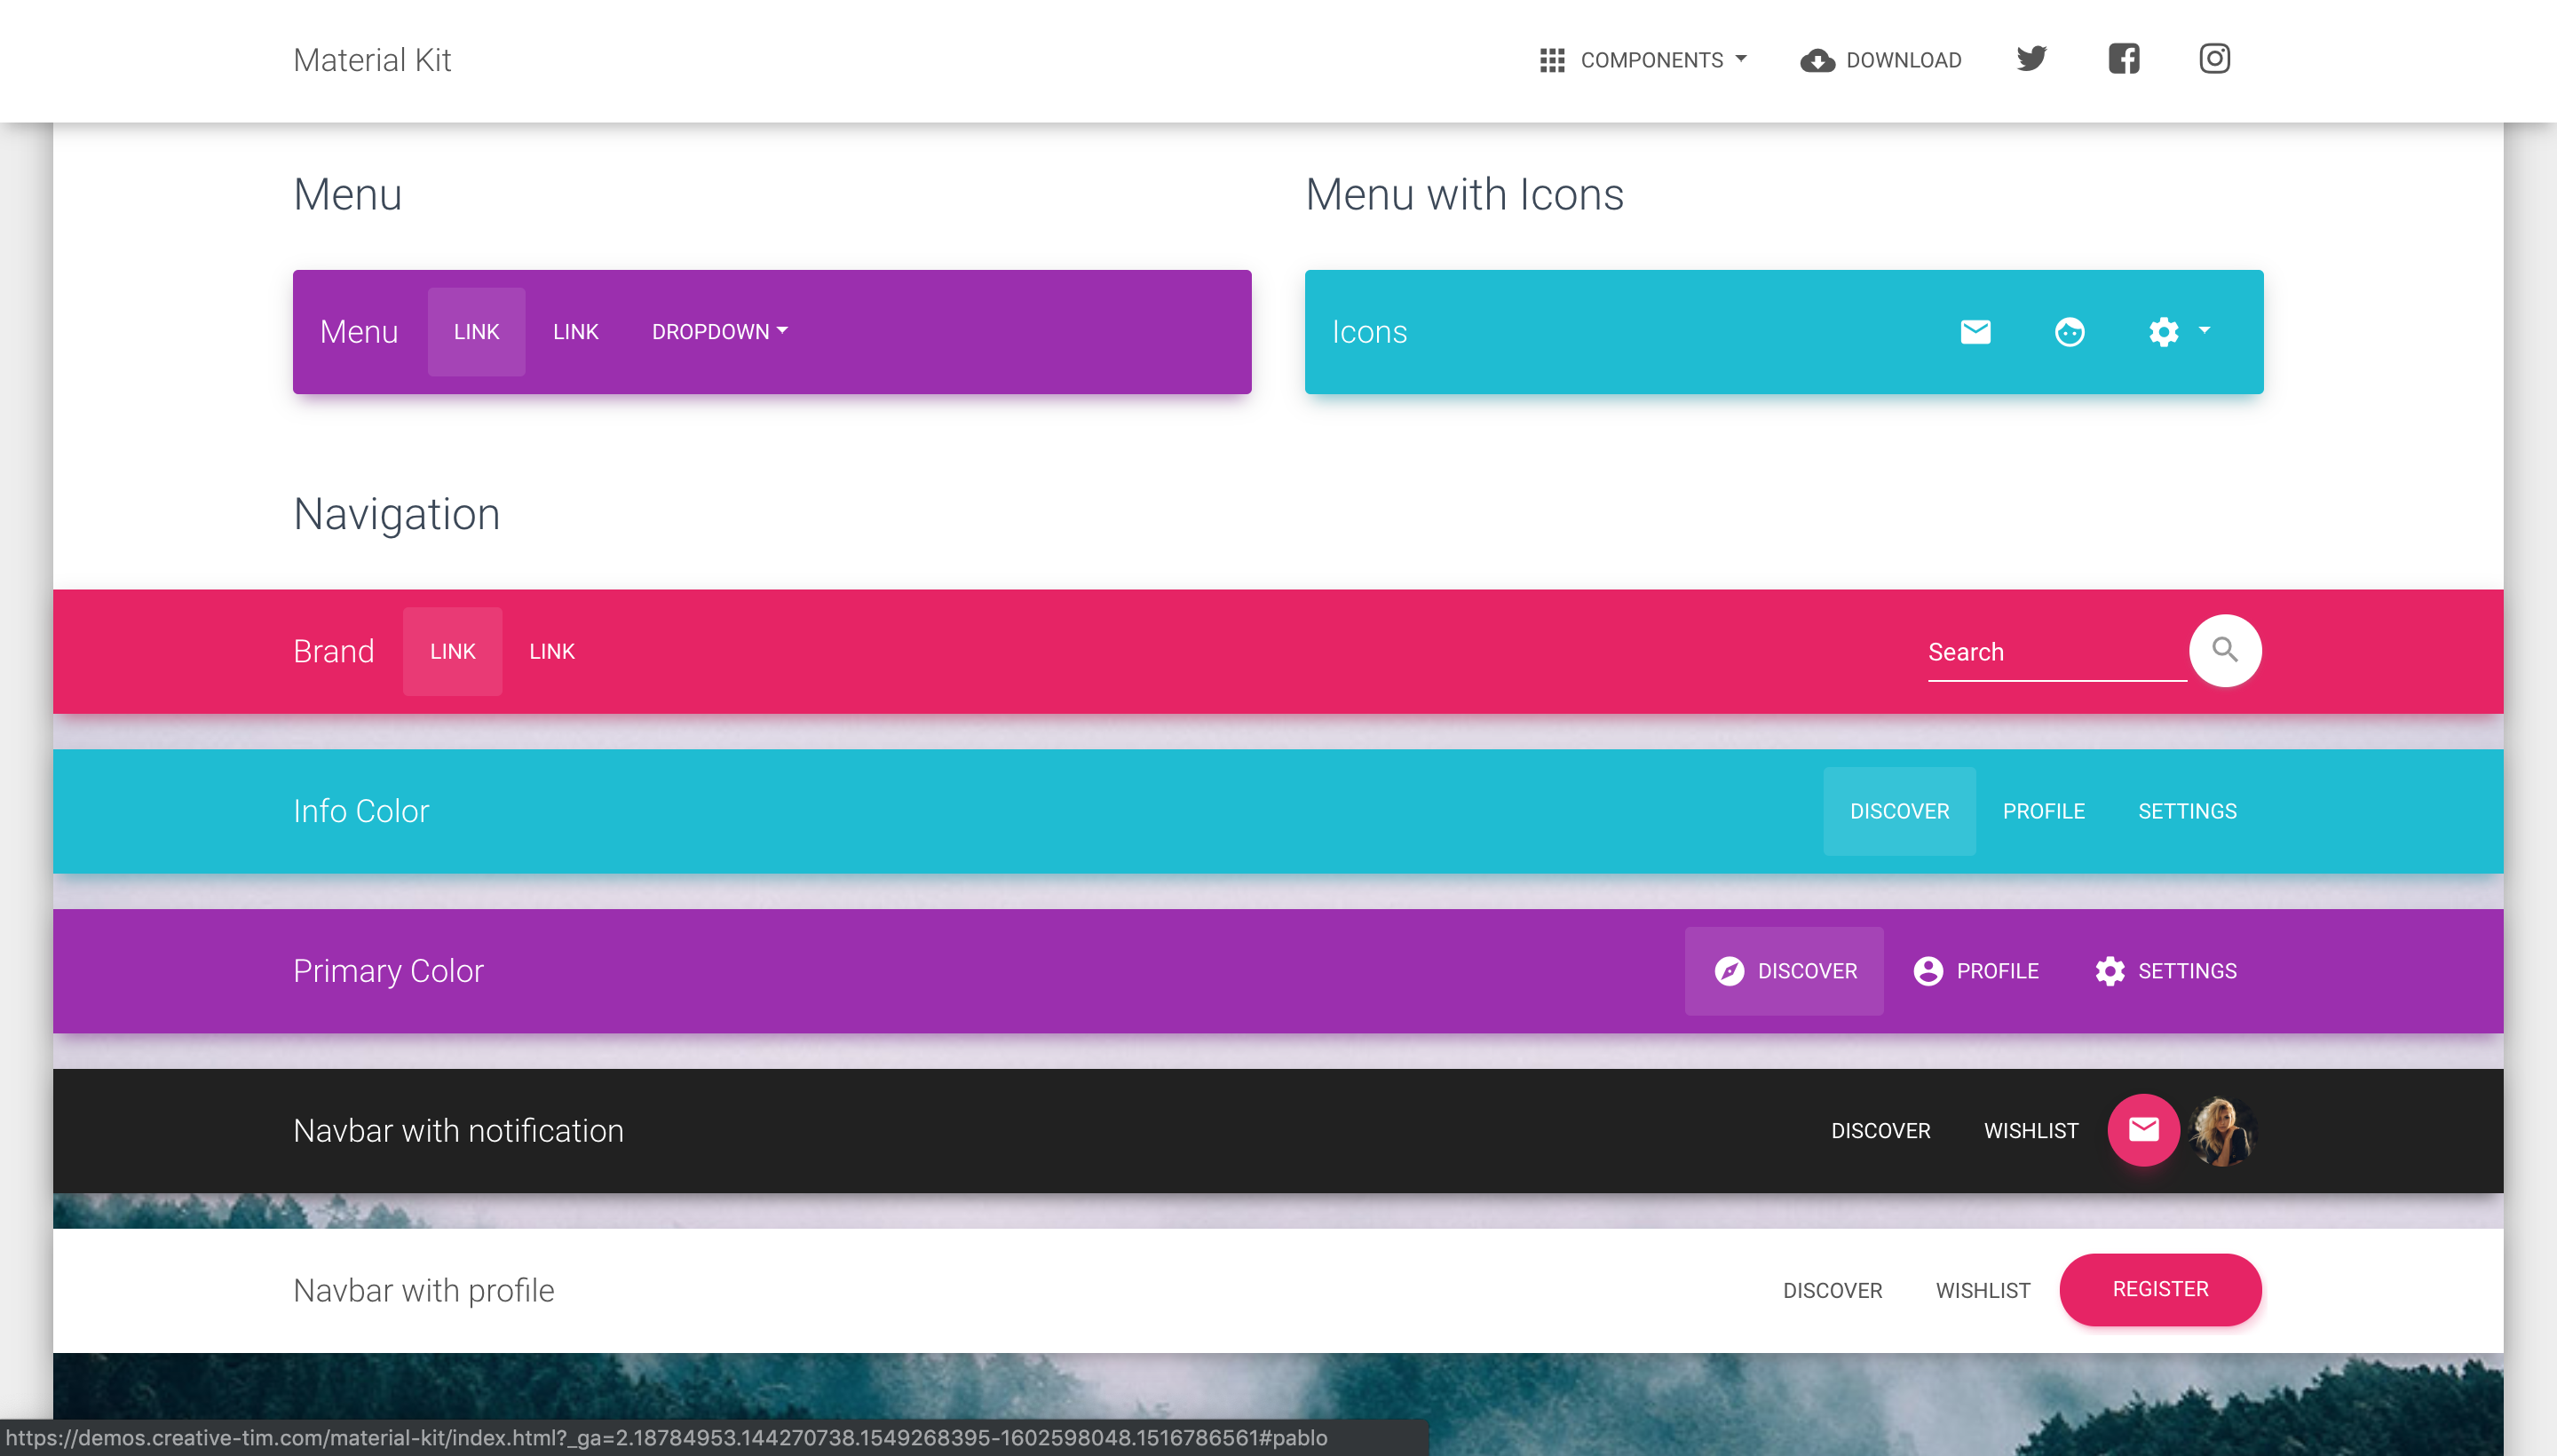 Material Kit COMPONENTS DOWNLOAD
Menu Menu with Icons
Menu LINK LINK DROPDOWN Icons
Navigation
Brand LINK LINK Search
Info Color DISCOVER PROFILE SETTINGS
Primary Color DISCOVER PROFILE SETTINGS
Navbar with notification DISCOVER WISHLIST
Navbar with profile DISCOVER WISHLIST REGISTER
https://demos.creative-tim.com/material-kit/index.html?_ga=2.18784953.144270738.1549268395-1602598048.1516786561#pablo